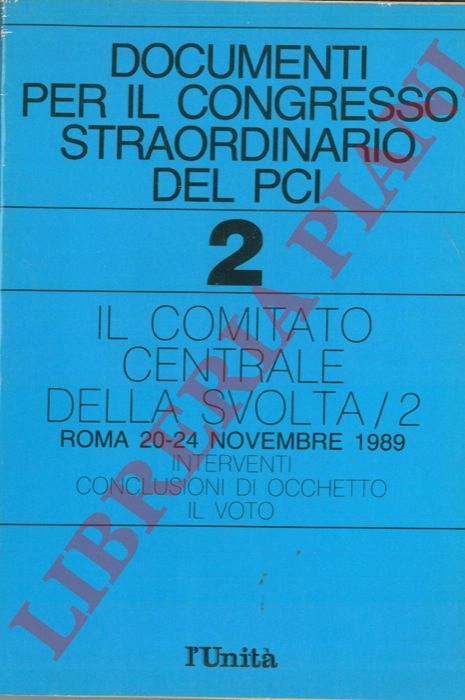 DOCUMENTI
PER IL CONGRESSO
STRAORDINARIO
DEL PCI
2
IL COMITATO
CENTRALE
DELLA SVOLTA/2
ROMA 20-24 NOVEMBRE 1989
INTERVENTI
CONCLUSIONI DI OCCHETTO
IL VOTO
l'Unità
LIBRERIA PIANI